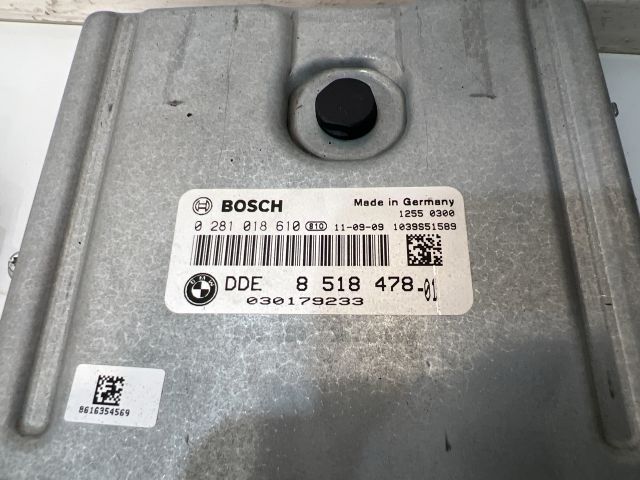 BOSCH
Made in Germany
1255 0300
0 281 018 610 810 11-09-09 1039S51589
BMW
DDE 8 518 478-01
030179233
8616354569